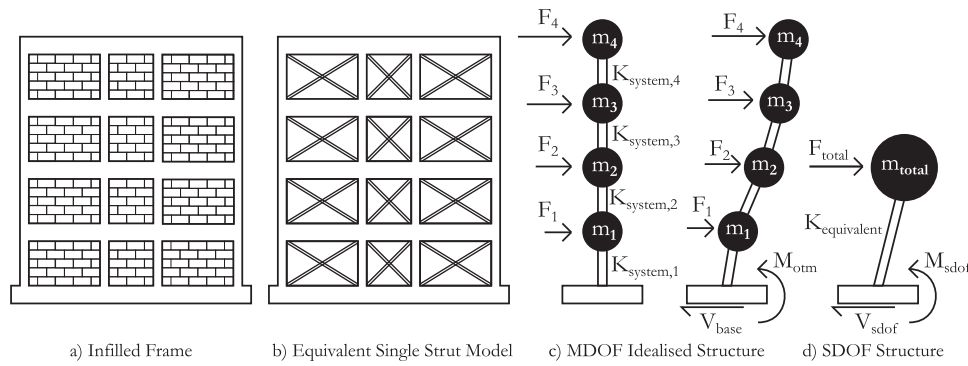 F4
m4
Ksystem,4
F3
m3
Ksystem,3
F2
m2
Ksystem,2
F1
m1
Ksystem,1
F4
m4
F3
m3
F2
m2
F1
m1
Motm
Vbase
Ftotal
mtotal
Kequivalent
Msdof
Vsdof
a) Infilled Frame
b) Equivalent Single Strut Model
c) MDOF Idealised Structure
d) SDOF Structure